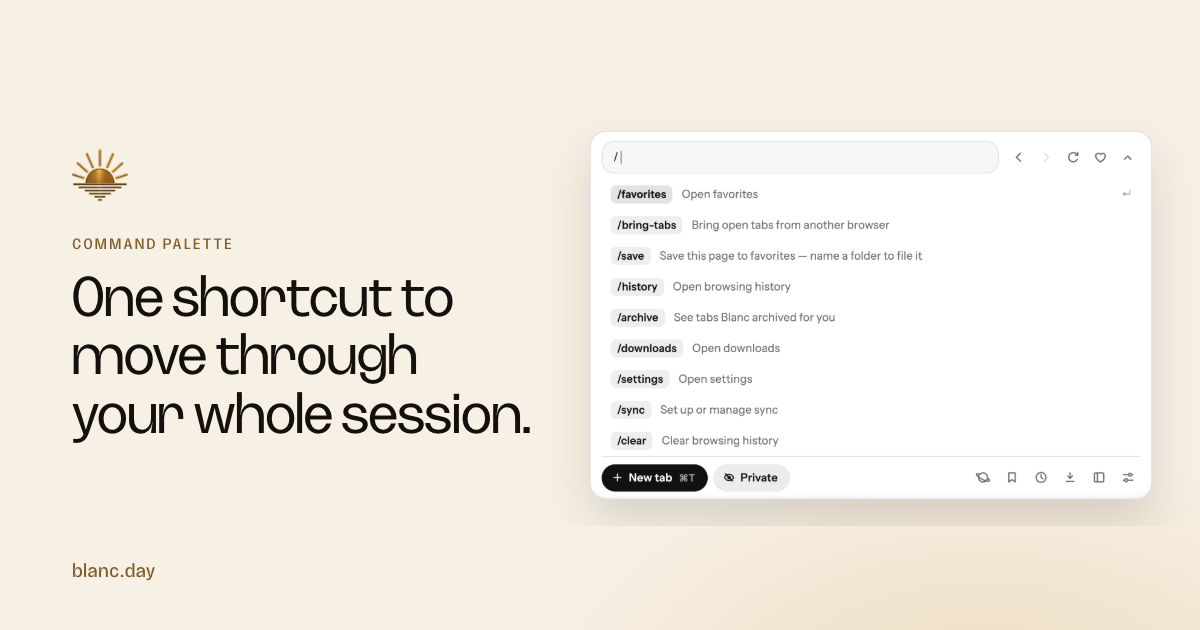 COMMAND PALETTE
One shortcut to
move through
your whole session.
blanc.day
/
/favorites Open favorites
/bring-tabs Bring open tabs from another browser
/save Save this page to favorites — name a folder to file it
/history Open browsing history
/archive See tabs Blanc archived for you
/downloads Open downloads
/settings Open settings
/sync Set up or manage sync
/clear Clear browsing history
+ New tab ⌘T Private